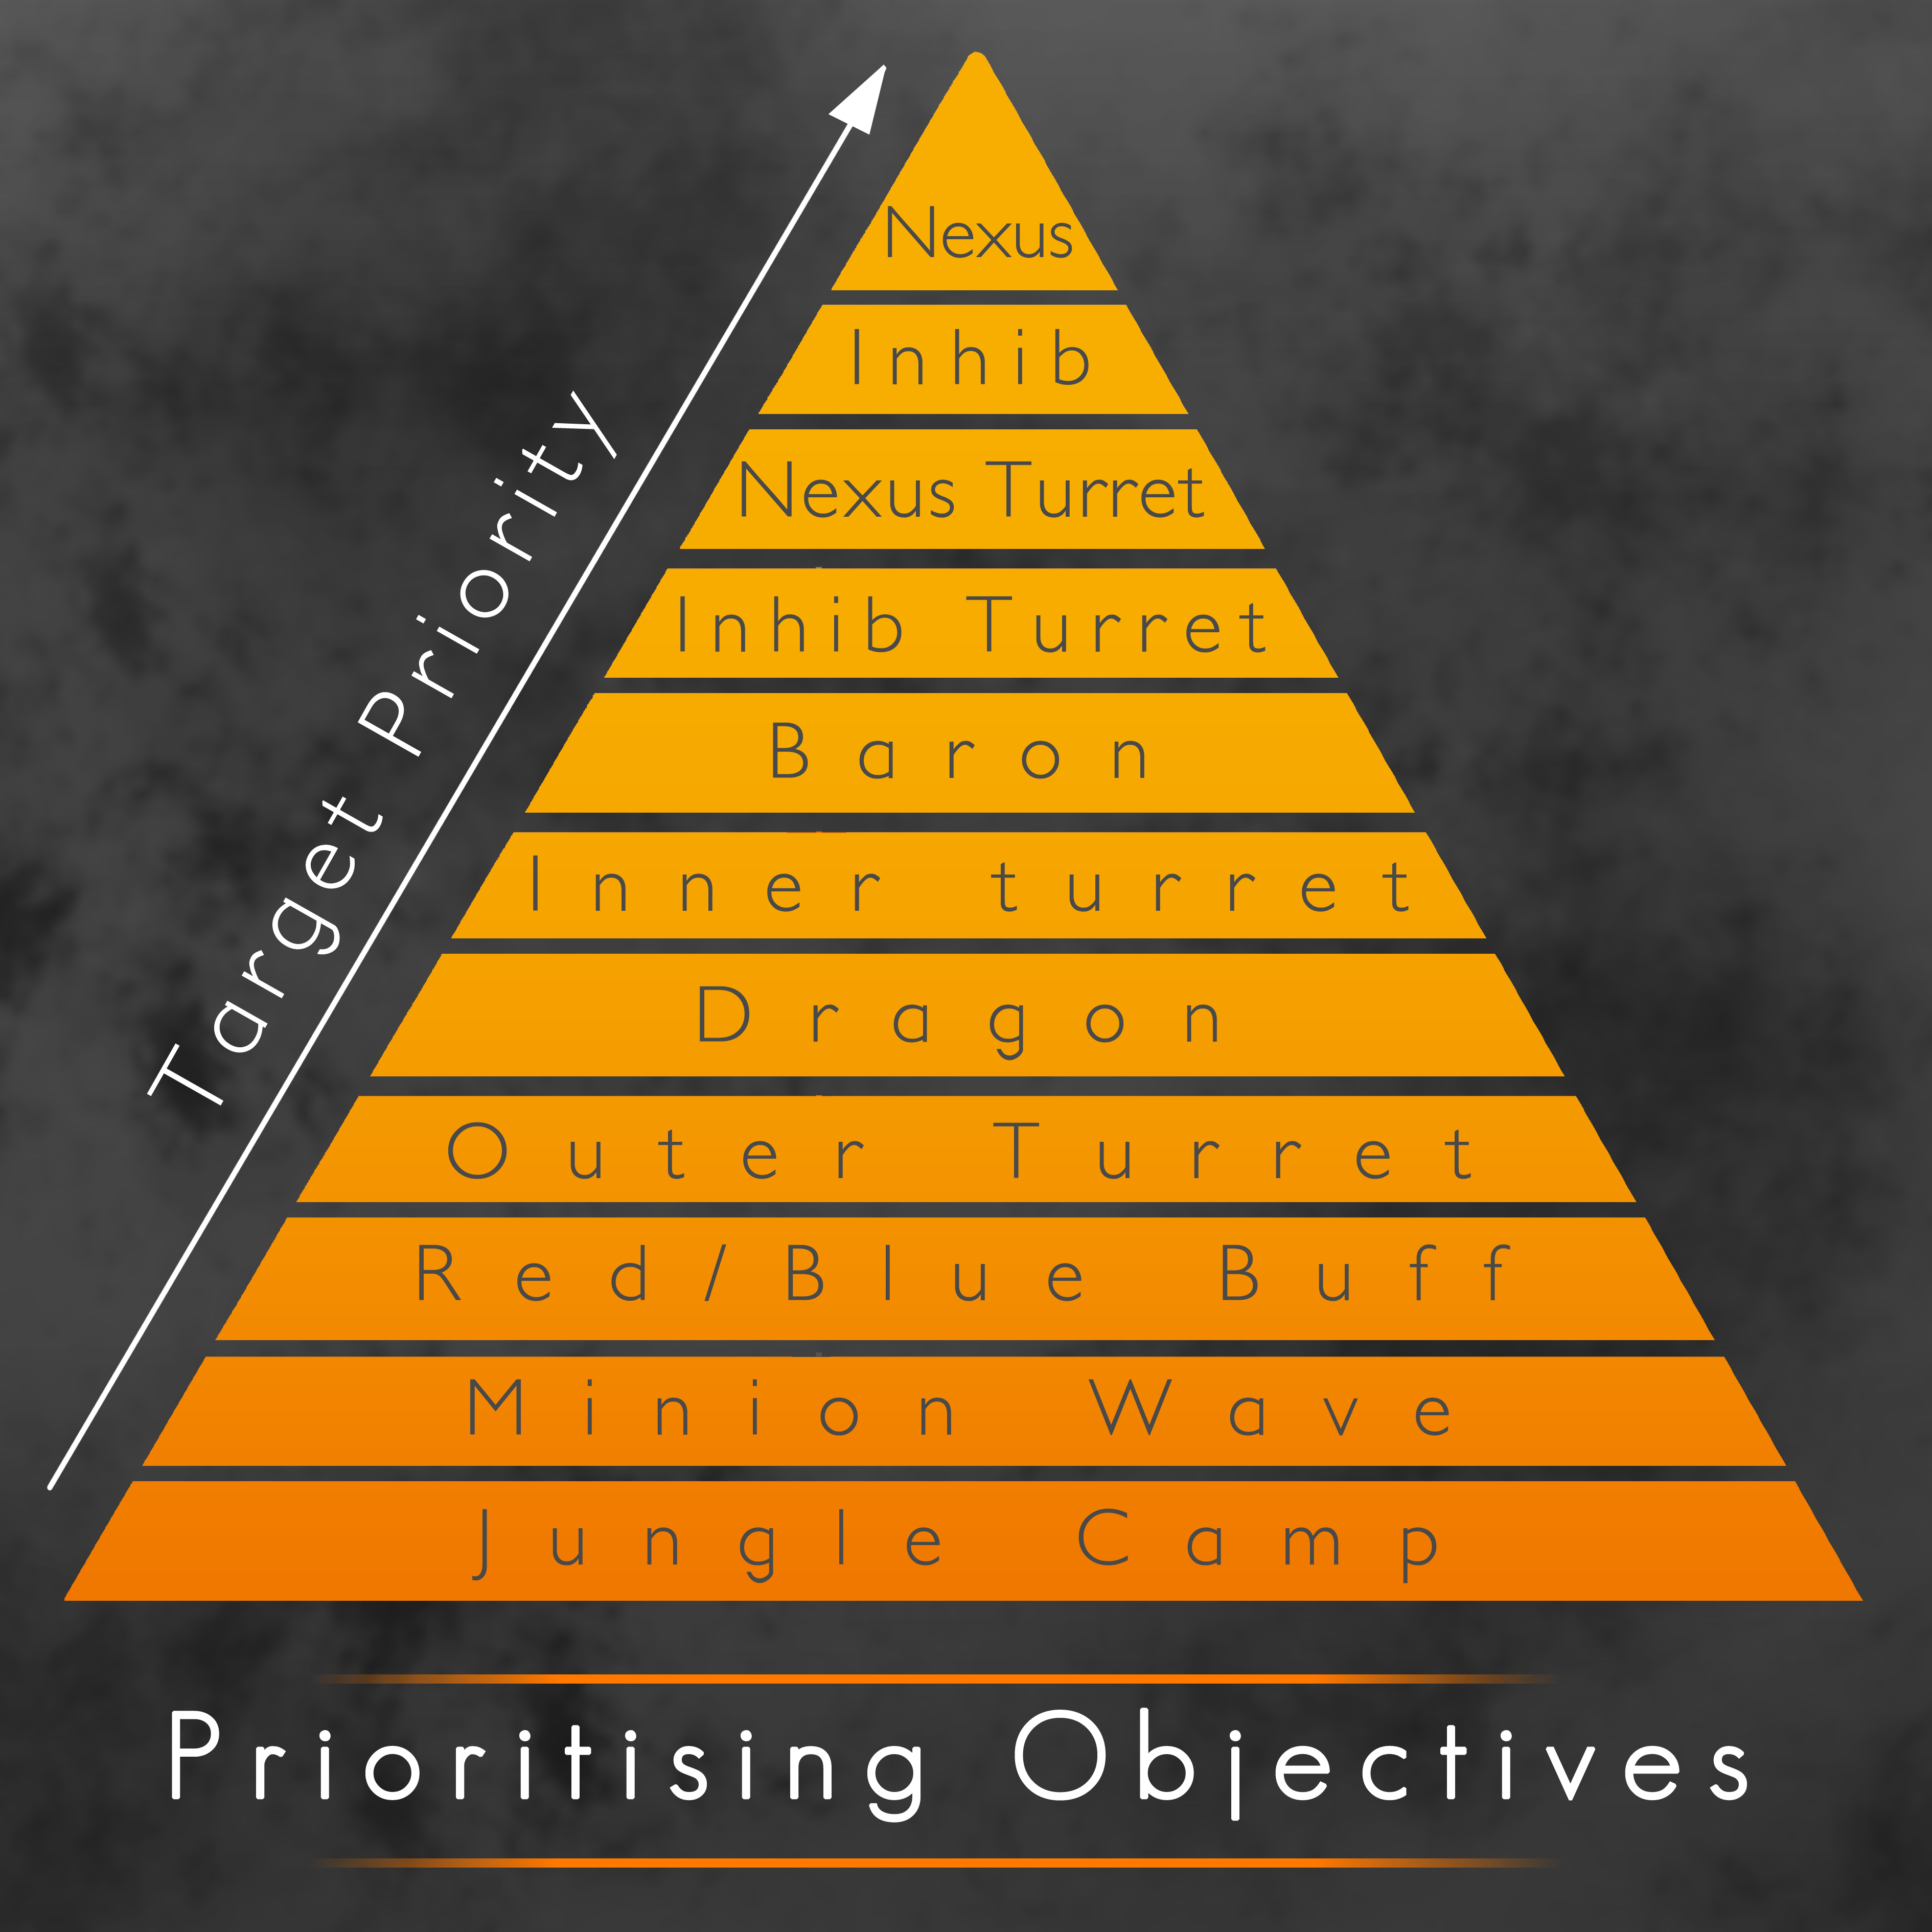 Nexus
Inhib
Nexus Turret
Inhib Turret
Baron
Inner turret
Dragon
Outer Turret
Red/Blue Buff
Minion Wave
Jungle Camp
Target Priority
Prioritising Objectives